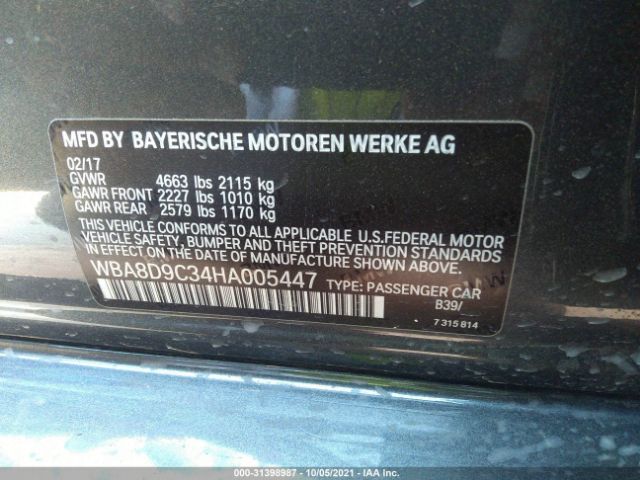 MFD BY BAYERISCHE MOTOREN WERKE AG
02/17
GVWR 4663 lbs 2115 kg
GAWR FRONT 2227 lbs 1010 kg
GAWR REAR 2579 lbs 1170 kg
THIS VEHICLE CONFORMS TO ALL APPLICABLE U.S.FEDERAL MOTOR
VEHICLE SAFETY, BUMPER AND THEFT PREVENTION STANDARDS
IN EFFECT ON THE DATE OF MANUFACTURE SHOWN ABOVE.
WBA8D9C34HA005447 TYPE: PASSENGER CAR
B39/
7 315 814
000-31398987 - 10/05/2021 - IAA Inc.